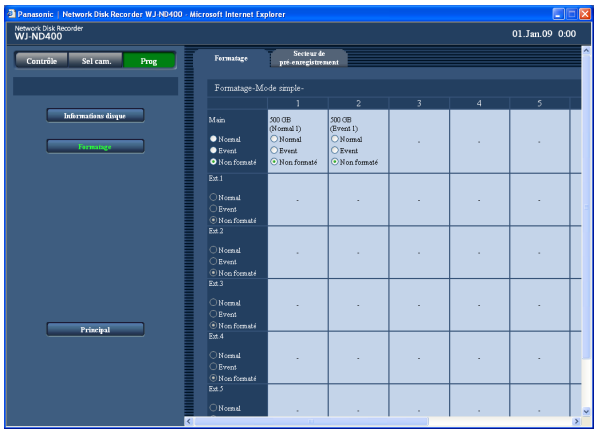 Panasonic | Network Disk Recorder WJ-ND400 - Microsoft Internet Explorer
Network Disk Recorder
WJ-ND400
01.Jan.09 0:00
Contrôle Sel cam. Prog
Informations disque
Formatage
Principal
Formatage
Secteur de
pré-enregistrement
Formatage-Mode simple-
1 2 3 4 5
Main
Normal
Event
Non formaté
500 GB
(Normal 1)
Normal
Event
Non formaté
500 GB
(Event 1)
Normal
Event
Non formaté
- - -
Ext.1
Normal
Event
Non formaté
- - - - -
Ext.2
Normal
Event
Non formaté
- - - - -
Ext.3
Normal
Event
Non formaté
- - - - -
Ext.4
Normal
Event
Non formaté
- - - - -
Ext.5
Normal
- - - - -